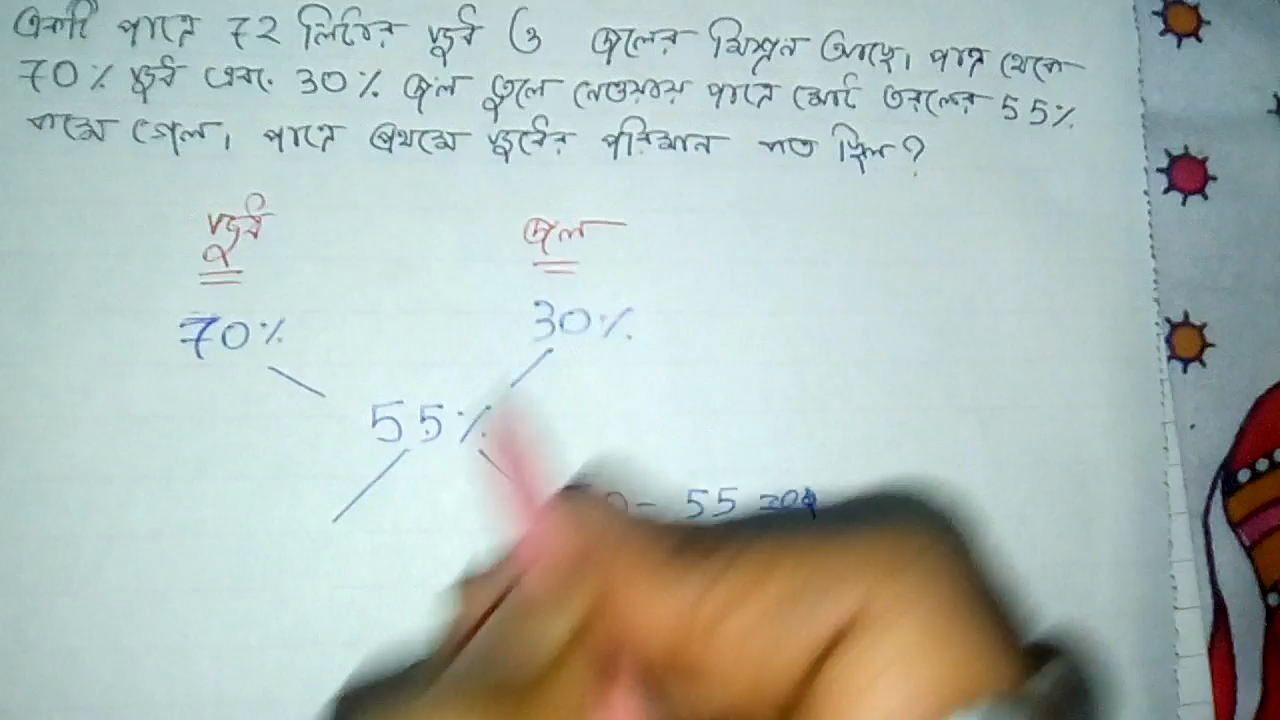 একটি পাত্রে 72 লিটার দুধ ও জলের মিশ্রন আছে। পাত্র থেকে
70% দুধ এবং 30% জল তুলে নেওয়ায় পাত্রে মোট তরলের 55%
কমে গেল। পাত্রে প্রথমে দুধের পরিমান কত ছিল?
দুধ জল
70% 30%
55%
- 55